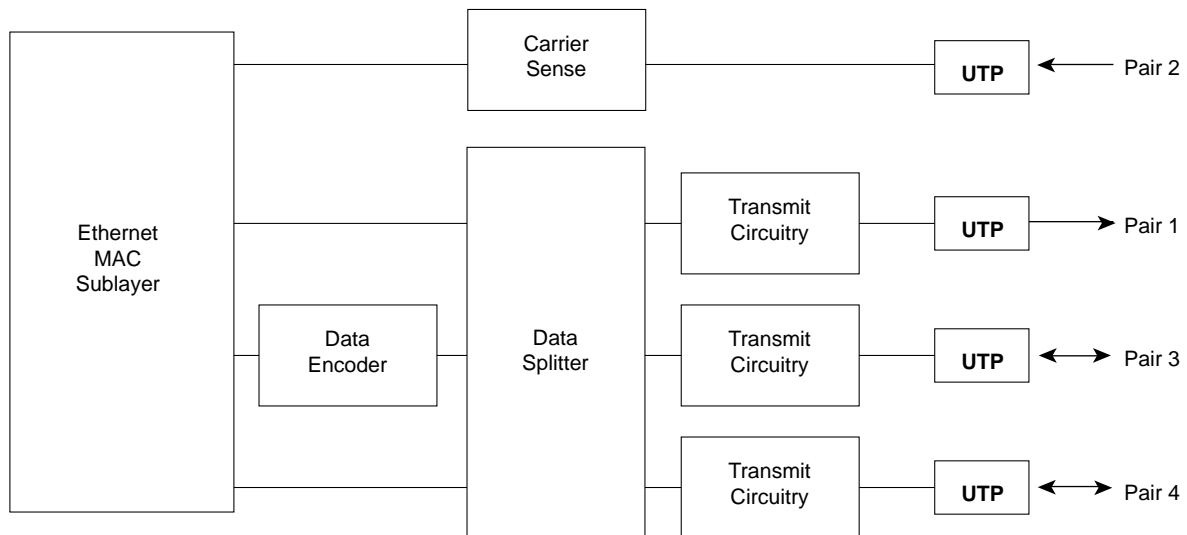 Carrier
Sense
UTP
Pair 2
Ethernet
MAC
Sublayer
Transmit
Circuitry
UTP
Pair 1
Data
Encoder
Data
Splitter
Transmit
Circuitry
UTP
Pair 3
Transmit
Circuitry
UTP
Pair 4